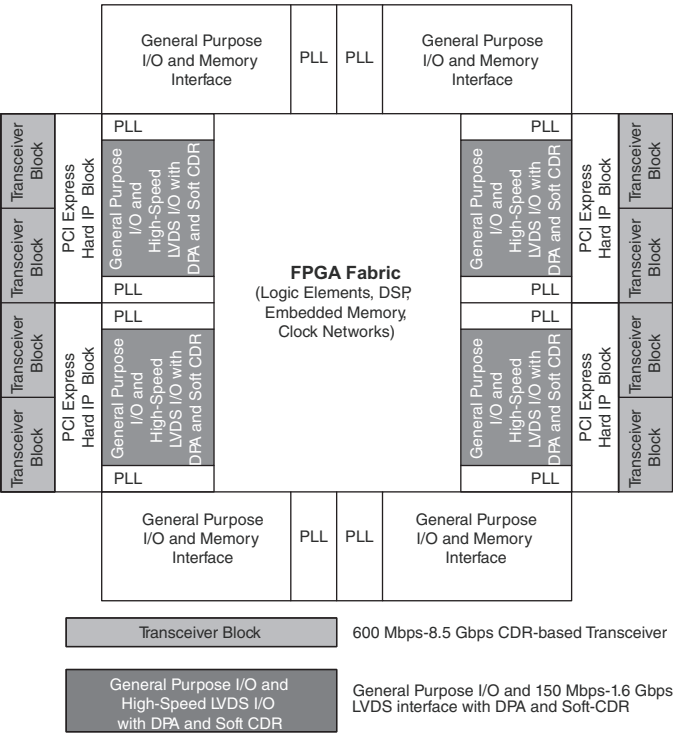 General Purpose
I/O and Memory
Interface
PLL
PLL
General Purpose
I/O and Memory
Interface
Transceiver
Block
Transceiver
Block
PCI Express
Hard IP Block
PLL
General Purpose
I/O and
High-Speed
LVDS I/O with
DPA and Soft CDR
PLL
PLL
General Purpose
I/O and
High-Speed
LVDS I/O with
DPA and Soft CDR
PLL
Transceiver
Block
Transceiver
Block
PCI Express
Hard IP Block
FPGA Fabric
(Logic Elements, DSP,
Embedded Memory,
Clock Networks)
PLL
General Purpose
I/O and
High-Speed
LVDS I/O with
DPA and Soft CDR
PLL
PLL
General Purpose
I/O and
High-Speed
LVDS I/O with
DPA and Soft CDR
PLL
PCI Express
Hard IP Block
Transceiver
Block
Transceiver
Block
PCI Express
Hard IP Block
Transceiver
Block
Transceiver
Block
General Purpose
I/O and Memory
Interface
PLL
PLL
General Purpose
I/O and Memory
Interface
Transceiver Block
600 Mbps-8.5 Gbps CDR-based Transceiver
General Purpose I/O and
High-Speed LVDS I/O
with DPA and Soft CDR
General Purpose I/O and 150 Mbps-1.6 Gbps
LVDS interface with DPA and Soft-CDR